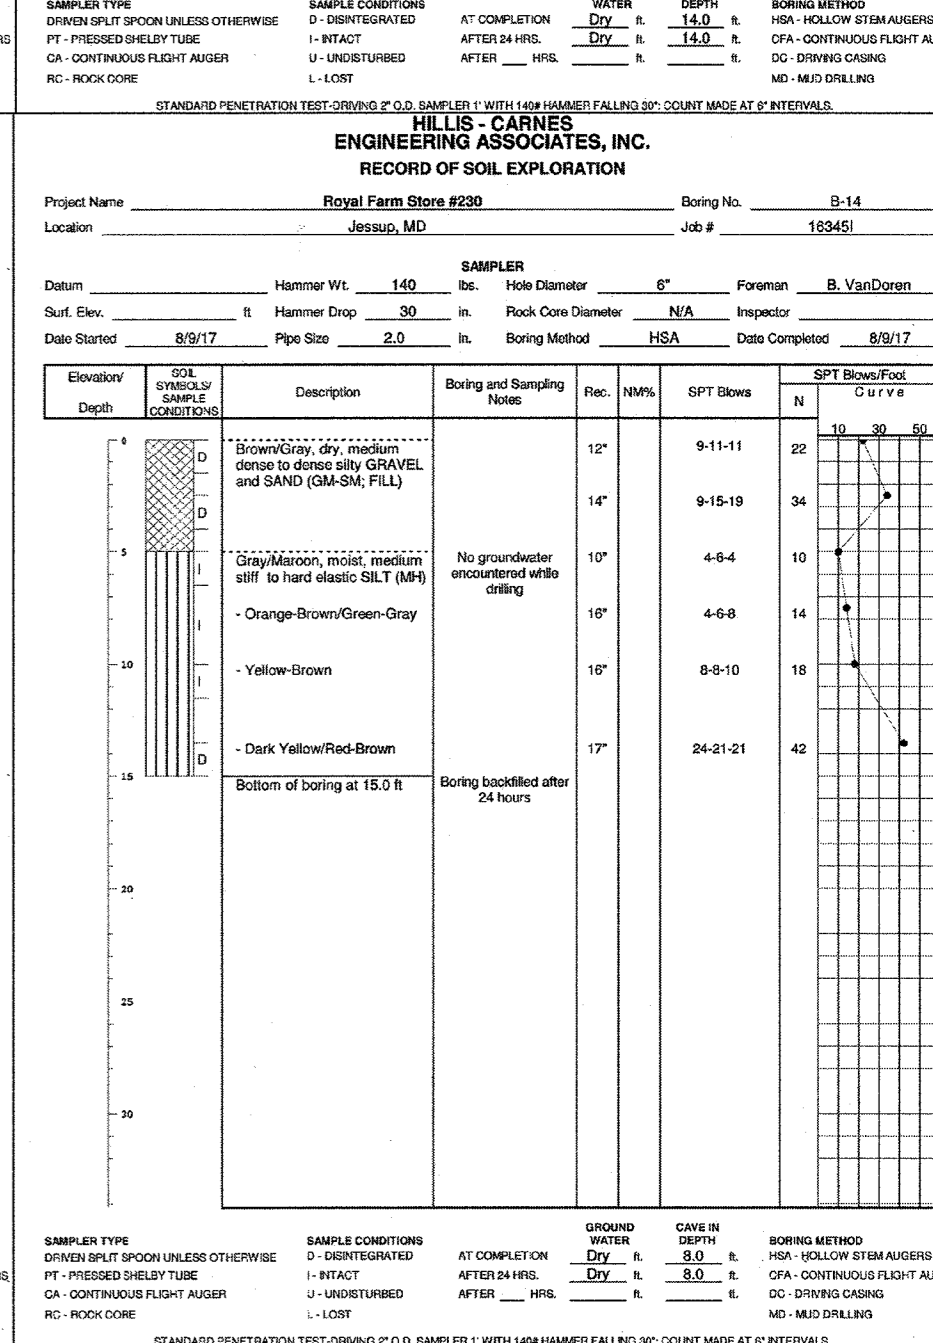 SAMPLER TYPE SAMPLE CONDITIONS WATER DEPTH BORING METHOD
DRIVEN SPLIT SPOON UNLESS OTHERWISE D - DISINTEGRATED AT COMPLETION Dry ft. 14.0 ft. HSA - HOLLOW STEM AUGERS
RS PT - PRESSED SHELBY TUBE I - INTACT AFTER 24 HRS. Dry ft. 14.0 ft. CFA - CONTINUOUS FLIGHT AU
CA - CONTINUOUS FLIGHT AUGER U - UNDISTURBED AFTER ___ HRS. ft. ft. DC - DRIVING CASING
RC - ROCK CORE L - LOST MD - MUD DRILLING
STANDARD PENETRATION TEST-DRIVING 2" O.D. SAMPLER 1' WITH 140# HAMMER FALLING 30"; COUNT MADE AT 6" INTERVALS.
HILLIS - CARNES
ENGINEERING ASSOCIATES, INC.
RECORD OF SOIL EXPLORATION
Project Name Royal Farm Store #230 Boring No. B-14
Location Jessup, MD Job # 16345I
SAMPLER
Datum Hammer Wt. 140 lbs. Hole Diameter 6" Foreman B. VanDoren
Surf. Elev. ft Hammer Drop 30 in. Rock Core Diameter N/A Inspector
Date Started 8/9/17 Pipe Size 2.0 in. Boring Method HSA Date Completed 8/9/17
Elevation/ Depth
SOIL
SYMBOLS/
SAMPLE
CONDITIONS
Description
Boring and Sampling
Notes
Rec. NM% SPT Blows
SPT Blows/Foot
N Curve
10 30 50
0 D Brown/Gray, dry, medium 12" 9-11-11 22
dense to dense silty GRAVEL
and SAND (GM-SM; FILL)
D 14" 9-15-19 34
5 I Gray/Maroon, moist, medium No groundwater 10" 4-6-4 10
stiff to hard elastic SILT (MH) encountered while
drilling
I - Orange-Brown/Green-Gray 16" 4-6-8 14
10 I - Yellow-Brown 16" 8-8-10 18
D - Dark Yellow/Red-Brown 17" 24-21-21 42
15 Bottom of boring at 15.0 ft Boring backfilled after
24 hours
20
25
30
GROUND CAVE IN
SAMPLER TYPE SAMPLE CONDITIONS WATER DEPTH BORING METHOD
DRIVEN SPLIT SPOON UNLESS OTHERWISE D - DISINTEGRATED AT COMPLETION Dry ft. 8.0 ft. HSA - HOLLOW STEM AUGERS
RS PT - PRESSED SHELBY TUBE I - INTACT AFTER 24 HRS. Dry ft. 8.0 ft. CFA - CONTINUOUS FLIGHT AU
CA - CONTINUOUS FLIGHT AUGER U - UNDISTURBED AFTER ___ HRS. ft. ft. DC - DRIVING CASING
RC - ROCK CORE L - LOST MD - MUD DRILLING
STANDARD PENETRATION TEST-DRIVING 2" O.D. SAMPLER 1' WITH 140# HAMMER FALLING 30"; COUNT MADE AT 6" INTERVALS.